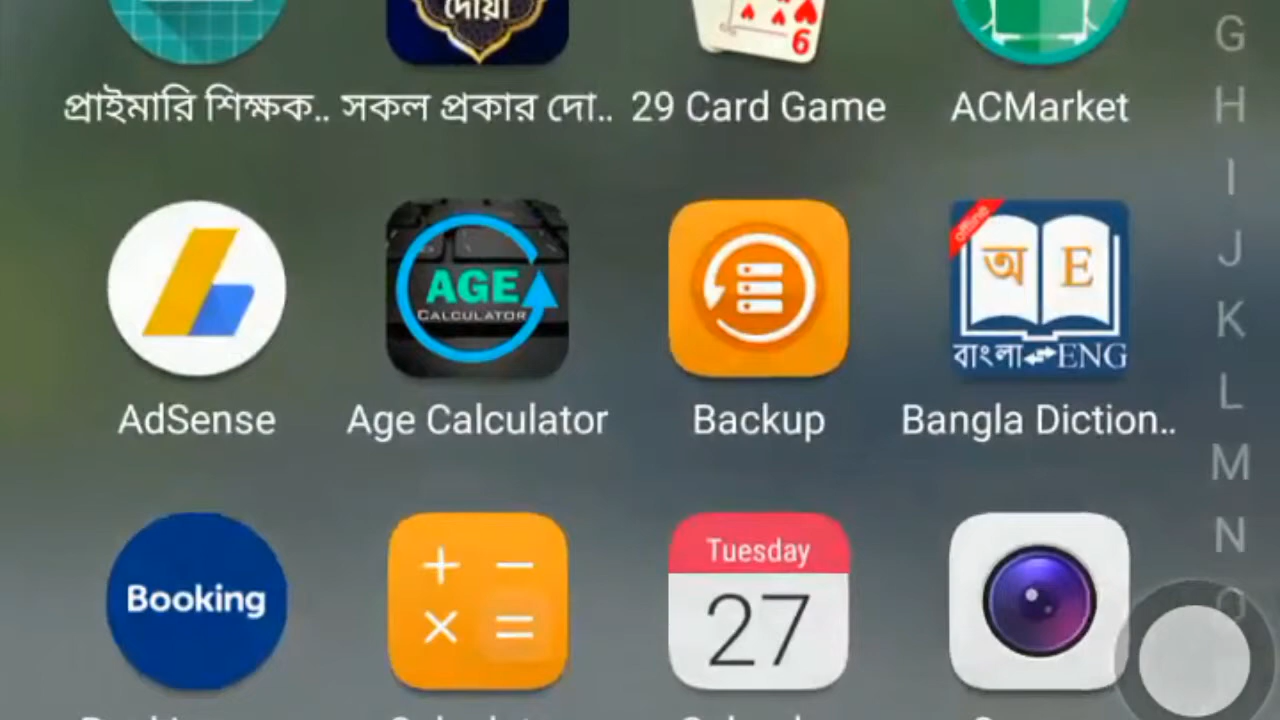 দোয়া
6
প্রাইমারি শিক্ষক.. সকল প্রকার দো.. 29 Card Game ACMarket
offline
AGE
CALCULATOR
অ E
বাংলা ENG
AdSense Age Calculator Backup Bangla Diction..
Booking
Tuesday
27
G
H
I
J
K
L
M
N
O